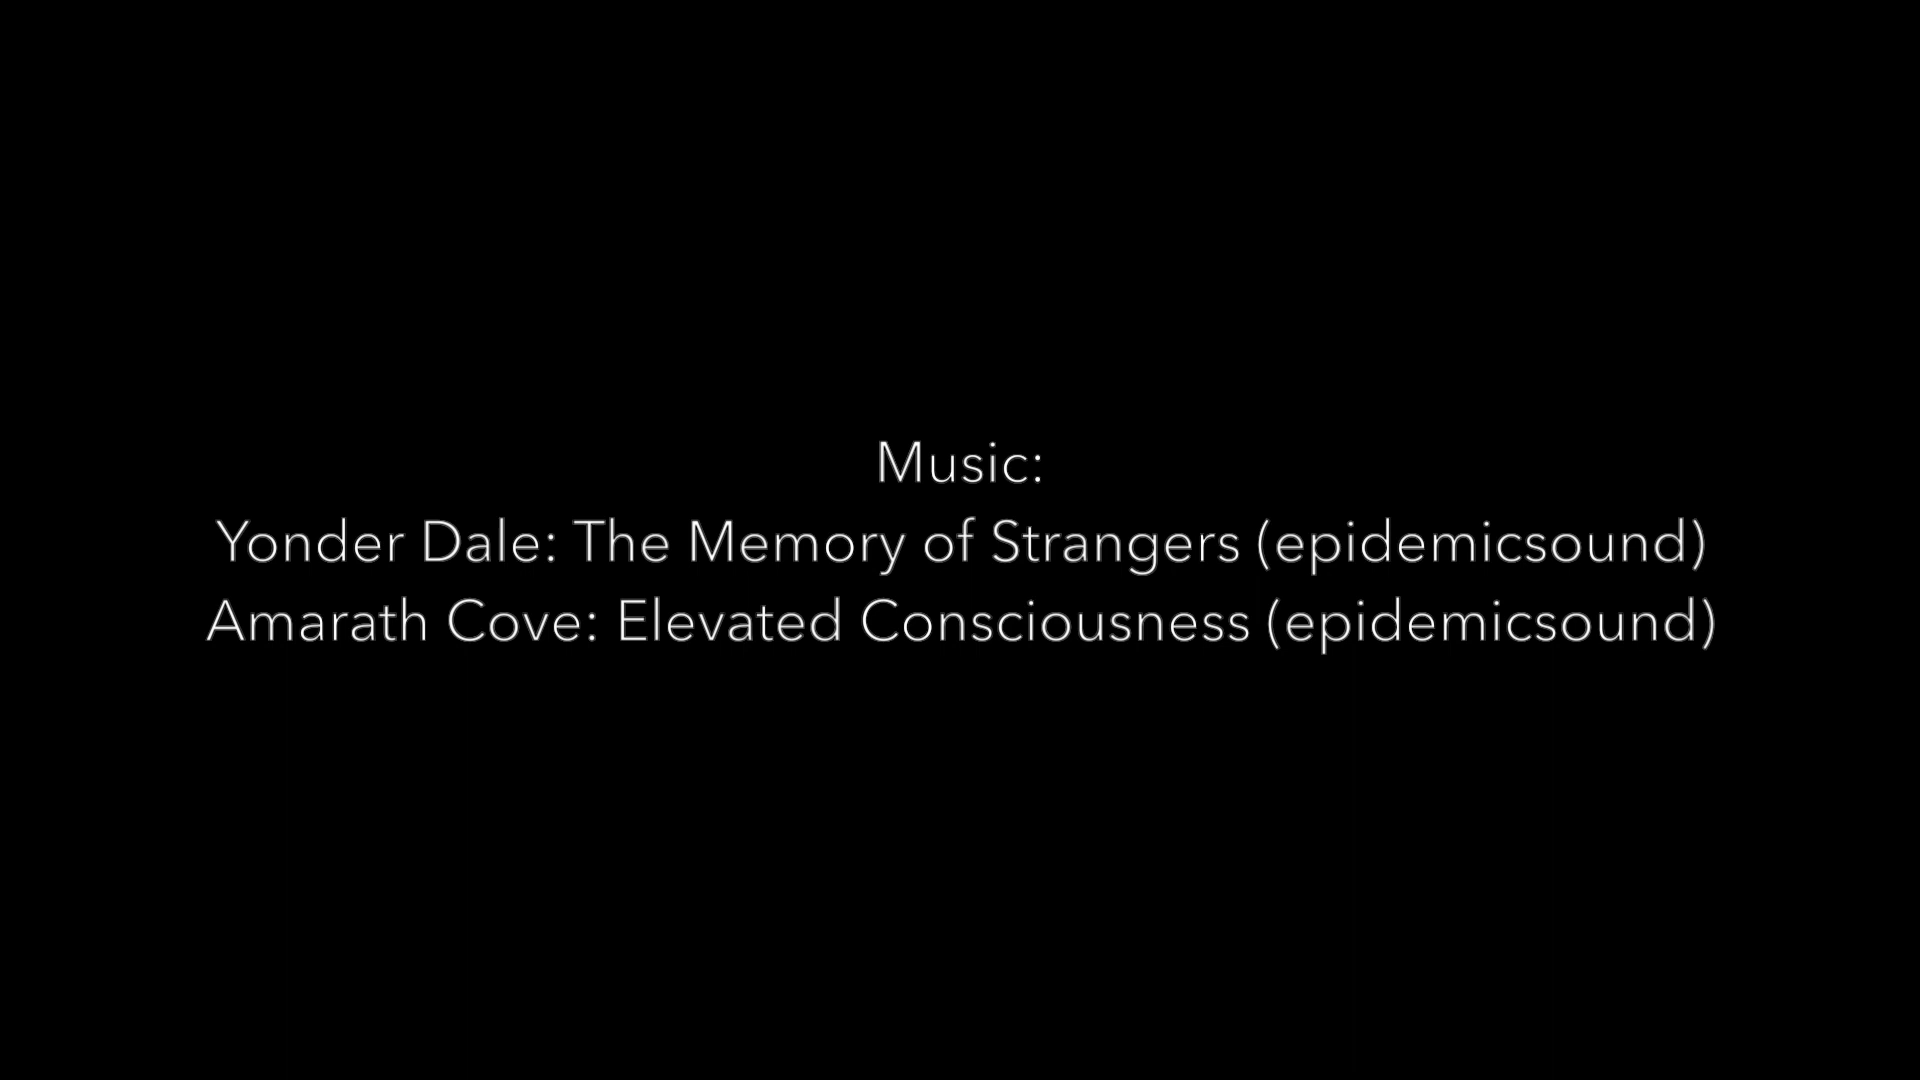 Music:
Yonder Dale: The Memory of Strangers (epidemicsound)
Amarath Cove: Elevated Consciousness (epidemicsound)